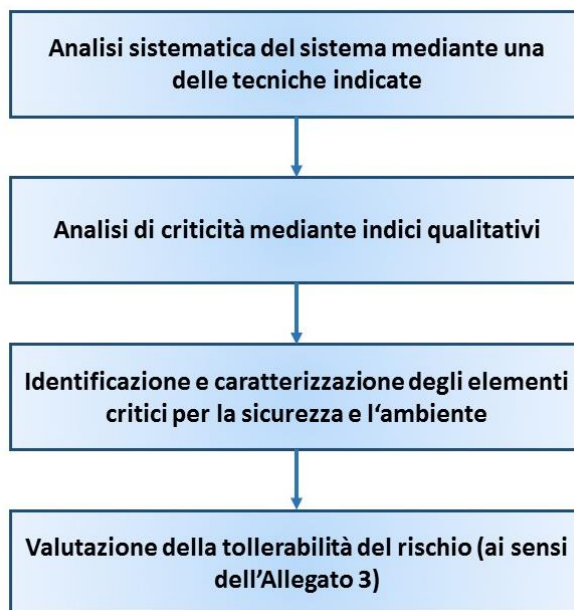 Analisi sistematica del sistema mediante una
delle tecniche indicate
Analisi di criticità mediante indici qualitativi
Identificazione e caratterizzazione degli elementi
critici per la sicurezza e l‘ambiente
Valutazione della tollerabilità del rischio (ai sensi
dell’Allegato 3)